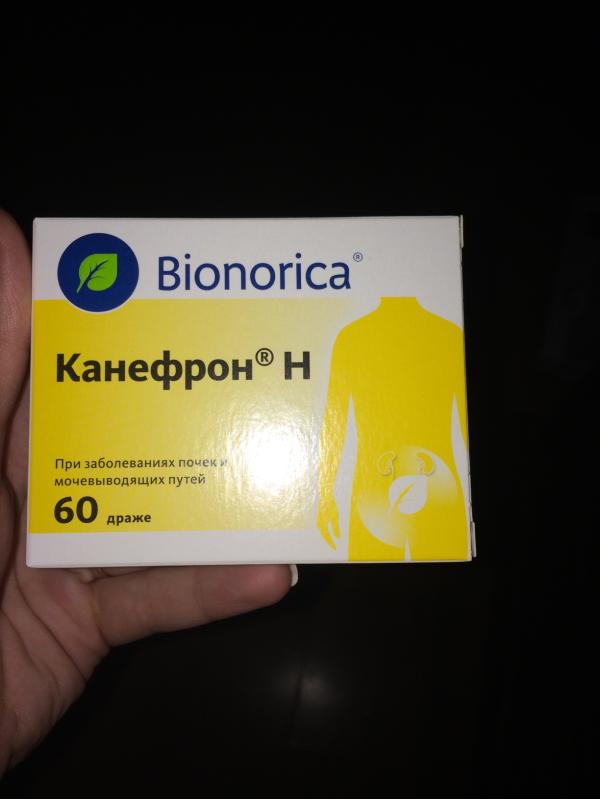 Bionorica®
Канефрон® Н
При заболеваниях почек и
мочевыводящих путей
60 драже